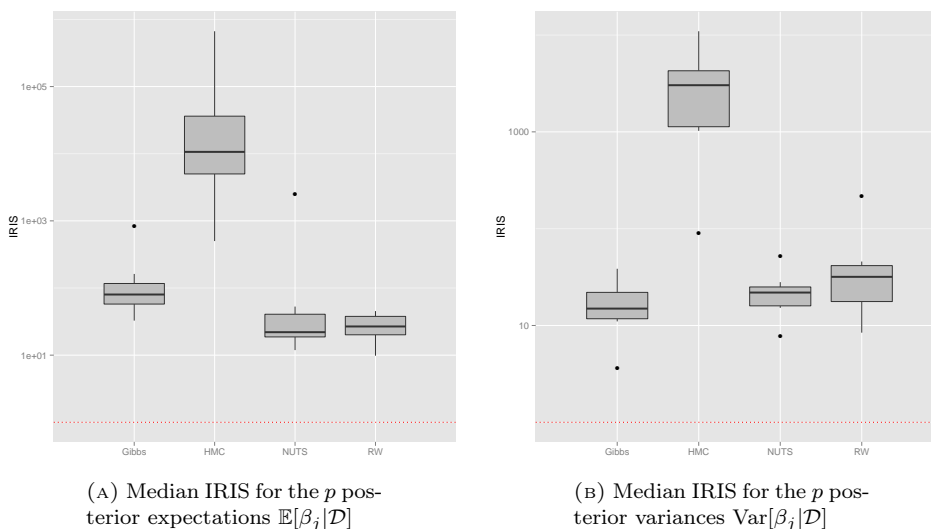 1e+05
1e+03
1e+01
IRIS
Gibbs HMC NUTS RW
1000
10
IRIS
Gibbs HMC NUTS RW
(A) Median IRIS for the p pos-
terior expectations 𝔼[β_j|𝒟]
(B) Median IRIS for the p pos-
terior variances Var[β_j|𝒟]